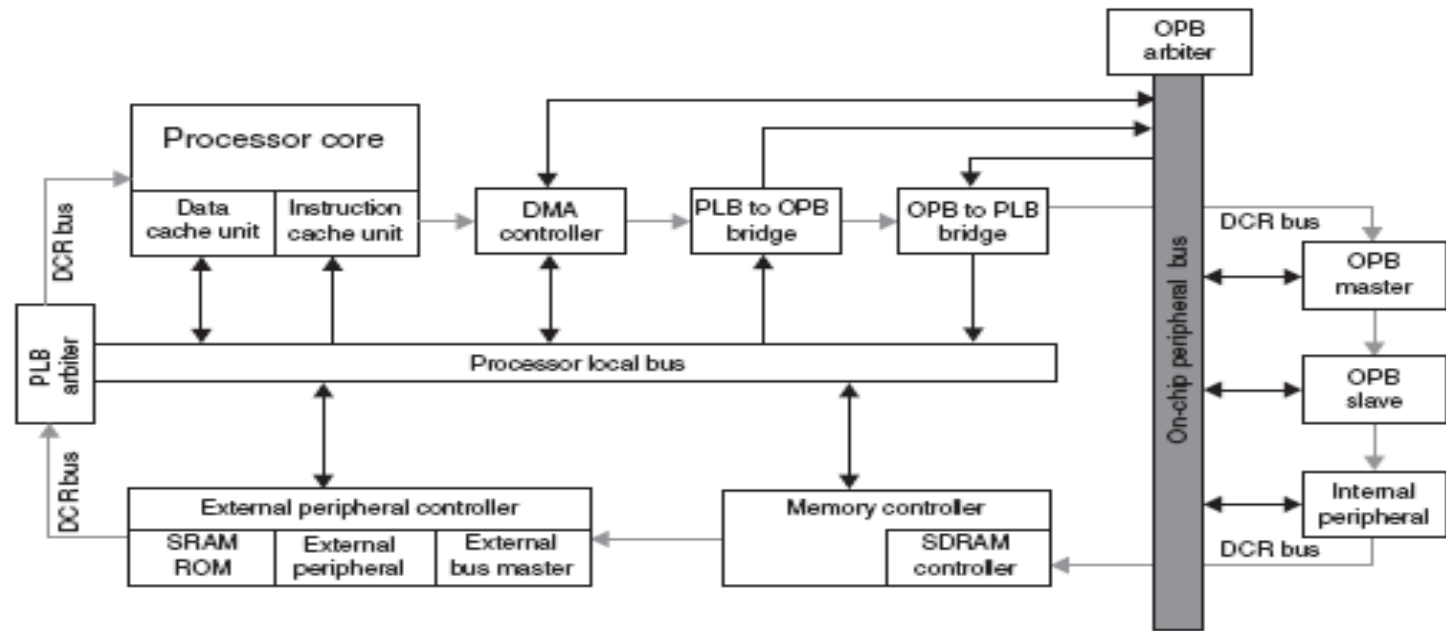 OPB
arbiter
Processor core
Data
cache unit
Instruction
cache unit
DMA
controller
PLB to OPB
bridge
OPB to PLB
bridge
DCR bus
DCR bus
OPB
master
PLB
arbiter
Processor local bus
On-chip peripheral bus
OPB
slave
DCR bus
External peripheral controller
SRAM
ROM
External
peripheral
External
bus master
Memory controller
SDRAM
controller
Internal
peripheral
DCR bus